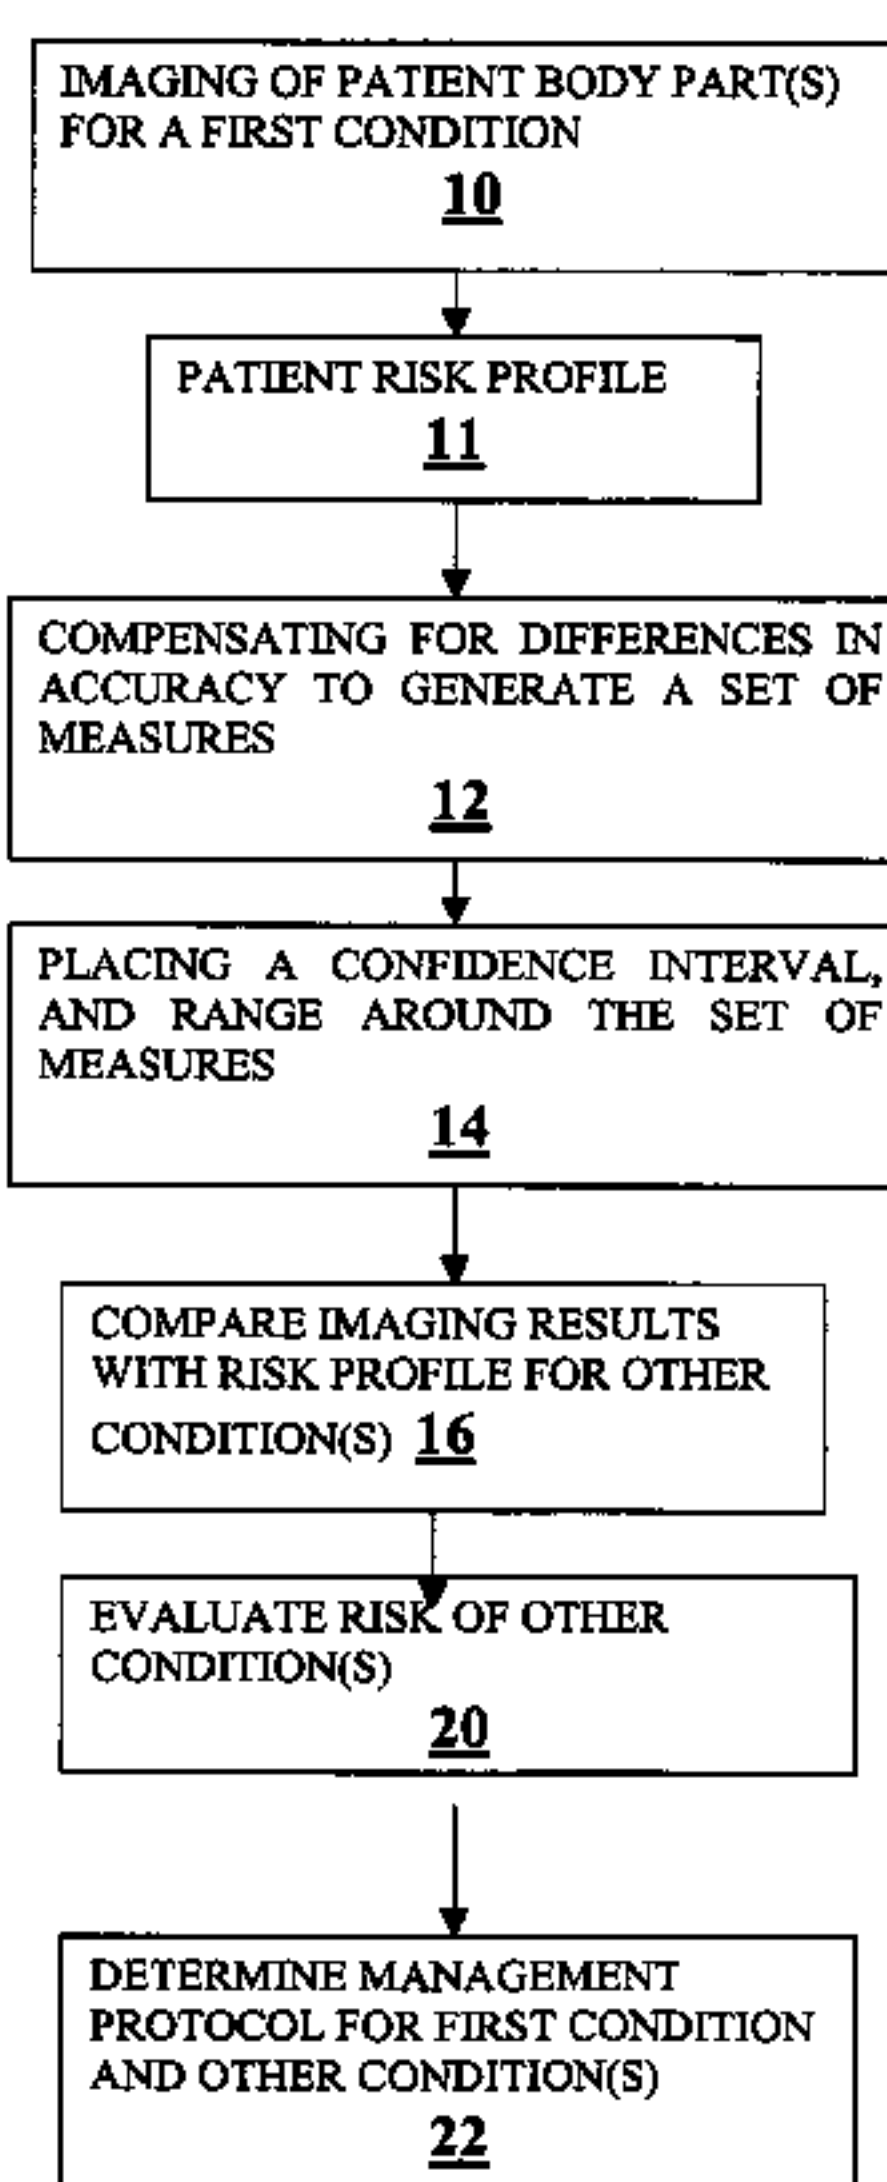 IMAGING OF PATIENT BODY PART(S)
FOR A FIRST CONDITION
10
PATIENT RISK PROFILE
11
COMPENSATING FOR DIFFERENCES IN
ACCURACY TO GENERATE A SET OF
MEASURES
12
PLACING A CONFIDENCE INTERVAL,
AND RANGE AROUND THE SET OF
MEASURES
14
COMPARE IMAGING RESULTS
WITH RISK PROFILE FOR OTHER
CONDITION(S) 16
EVALUATE RISK OF OTHER
CONDITION(S)
20
DETERMINE MANAGEMENT
PROTOCOL FOR FIRST CONDITION
AND OTHER CONDITION(S)
22